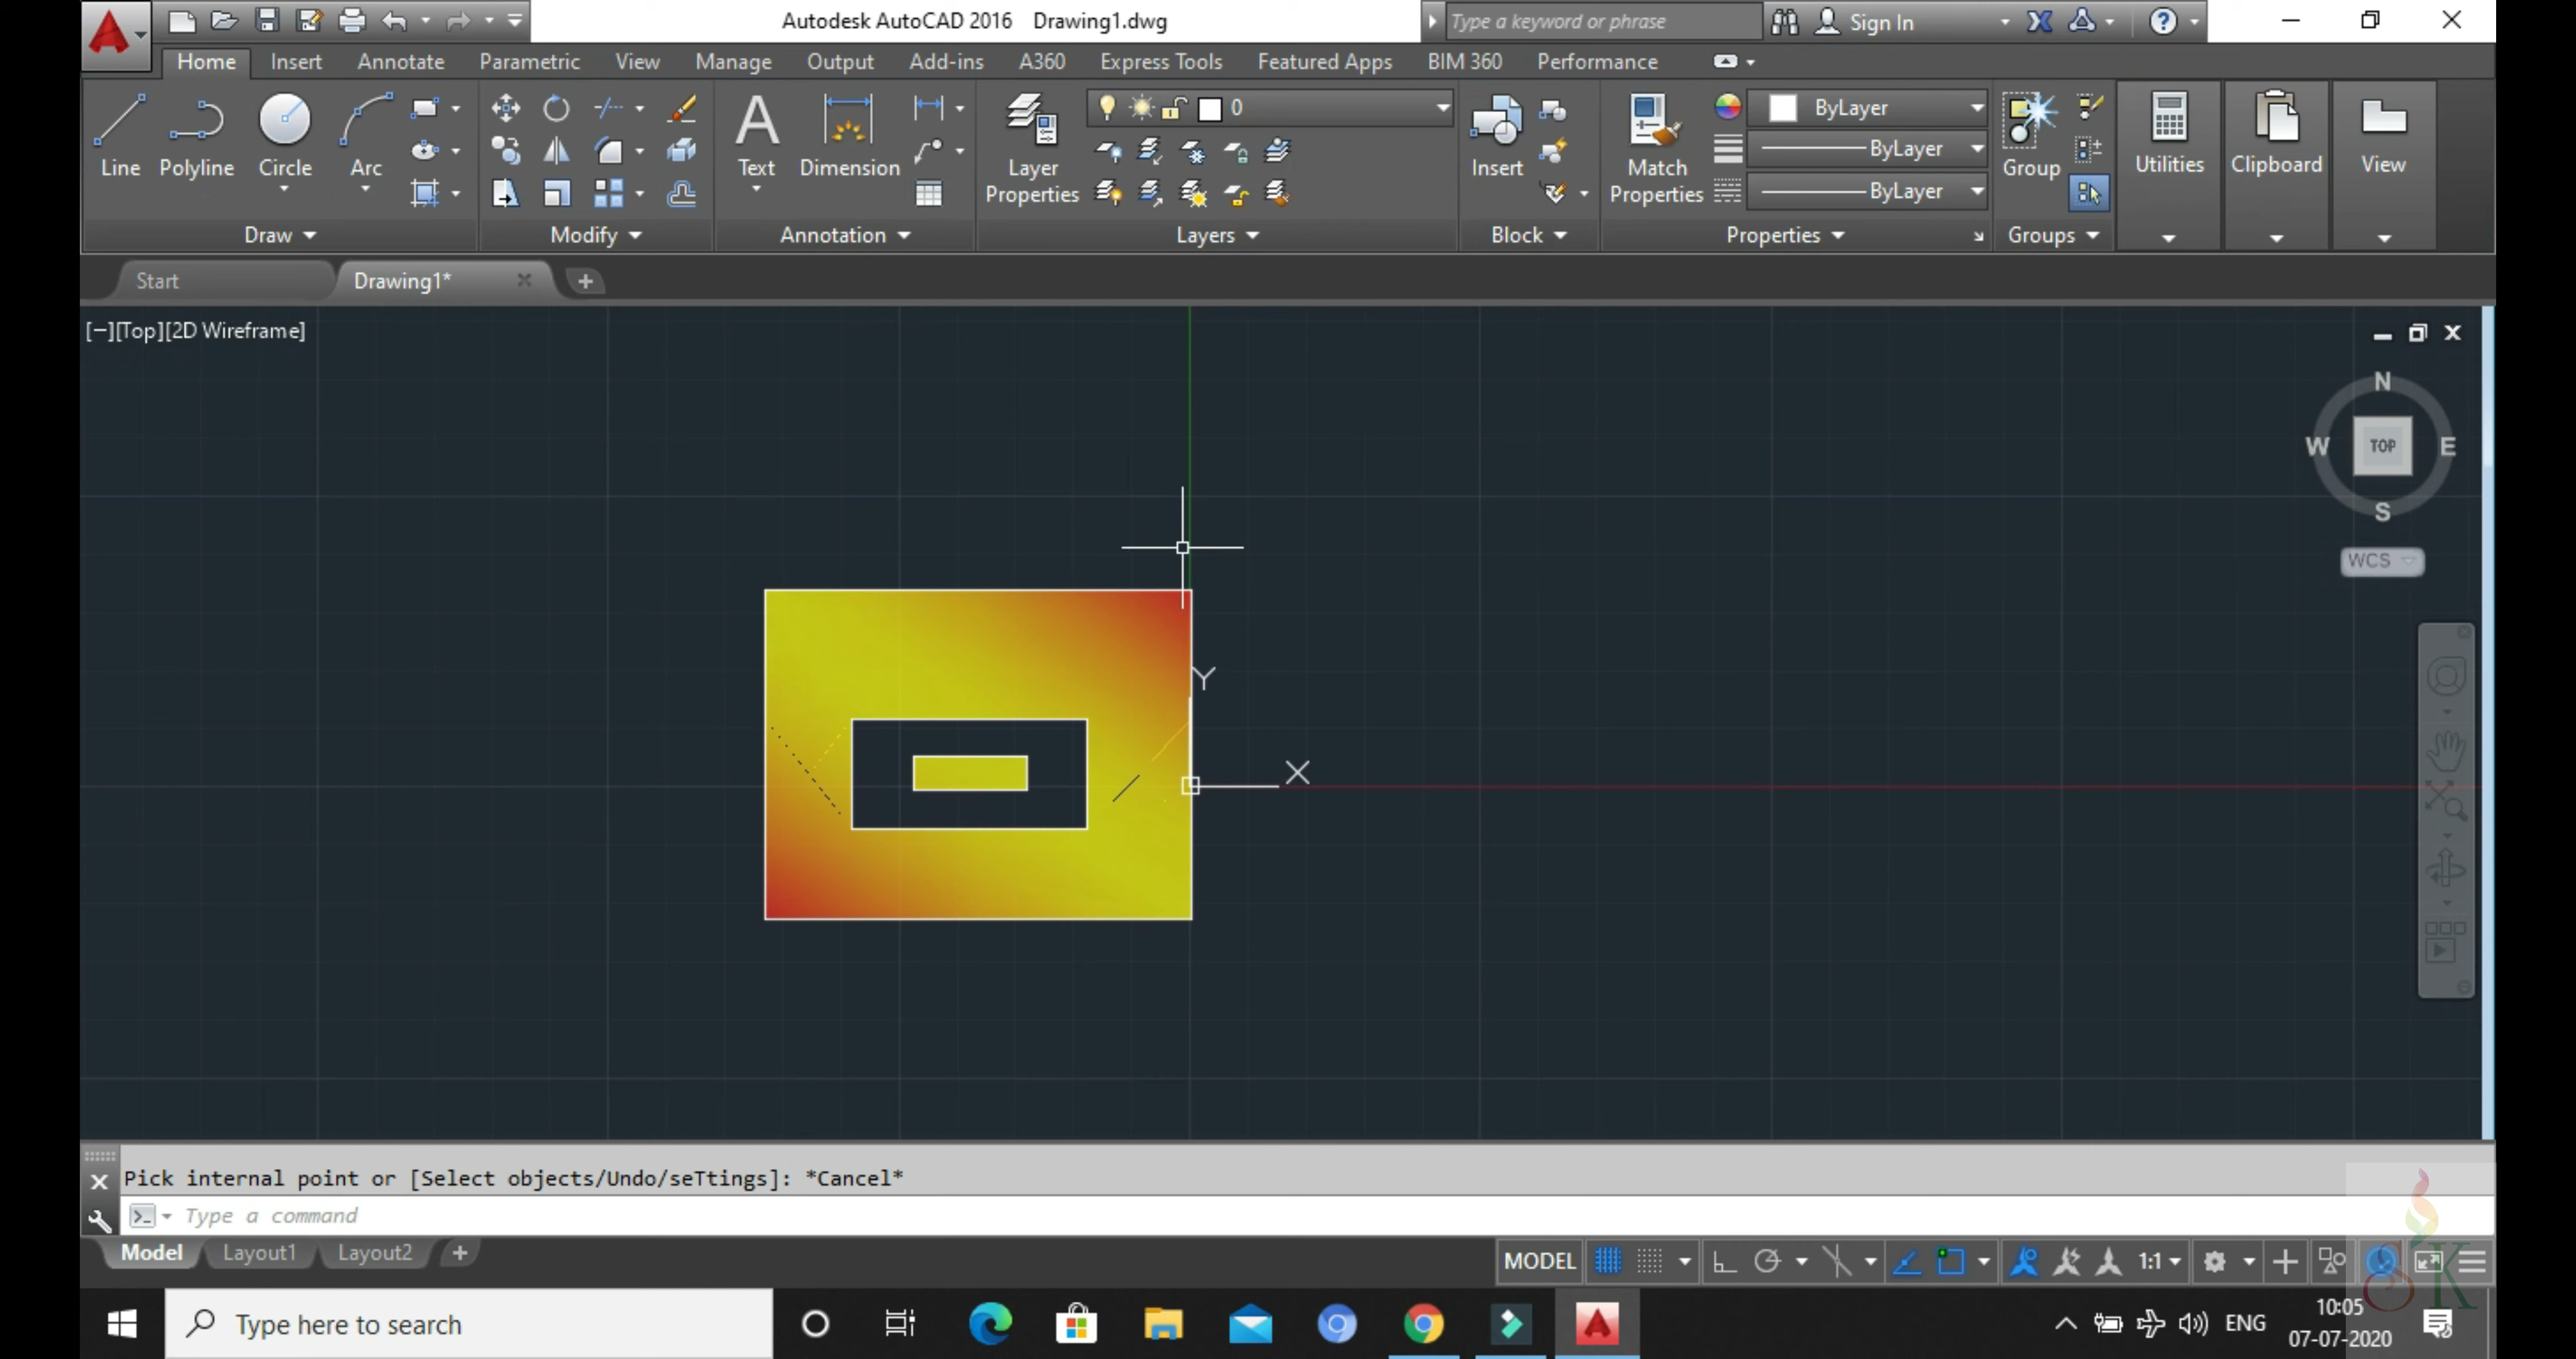 Autodesk AutoCAD 2016 Drawing1.dwg
Type a keyword or phrase
Sign In
Home Insert Annotate Parametric View Manage Output Add-ins A360 Express Tools Featured Apps BIM 360 Performance
Line Polyline Circle Arc
Draw
Modify
A
Text Dimension
Annotation
Layer Properties
0
Layers
Insert
Block
Match Properties
ByLayer
ByLayer
ByLayer
Properties
Group
Groups
Utilities
Clipboard
View
Start Drawing1*
[−][Top][2D Wireframe]
N
W TOP E
S
WCS
Y
X
Pick internal point or [Select objects/Undo/seTtings]: *Cancel*
Type a command
Model Layout1 Layout2
MODEL 1:1
SK
Type here to search
ENG
10:05
07-07-2020